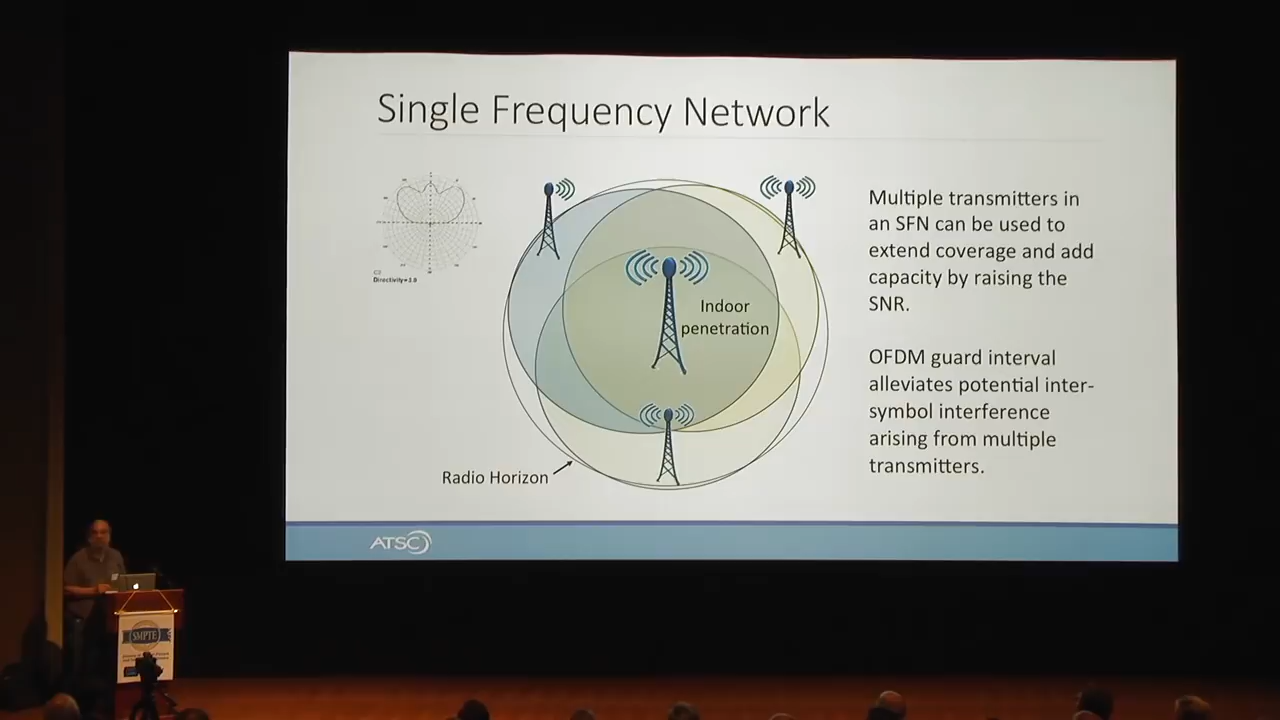 Single Frequency Network
Directivity=3.0
Indoor
penetration
Radio Horizon
Multiple transmitters in
an SFN can be used to
extend coverage and add
capacity by raising the
SNR.
OFDM guard interval
alleviates potential inter-
symbol interference
arising from multiple
transmitters.
ATSC
SMPTE